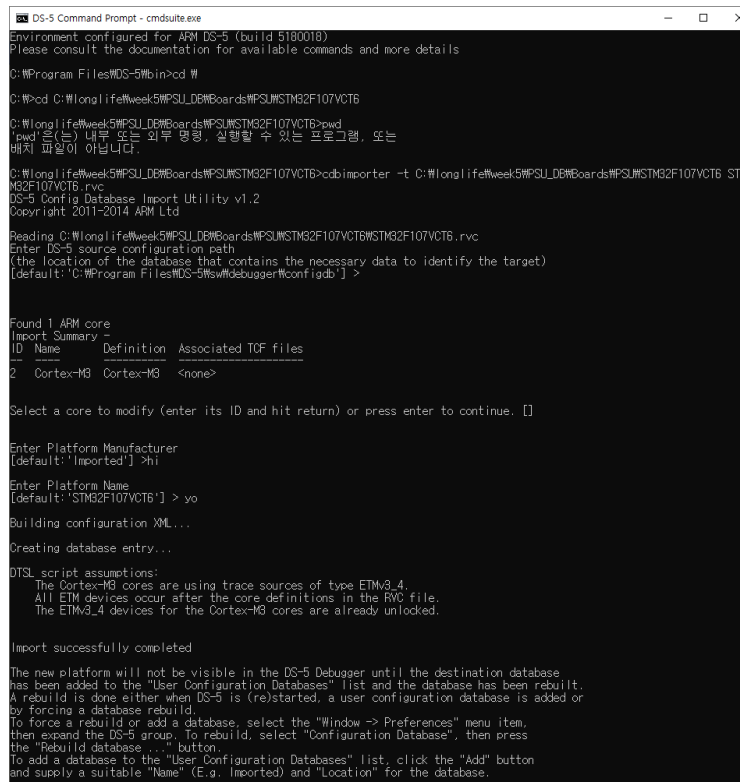 DS-5 Command Prompt - cmdsuite.exe
Environment configured for ARM DS-5 (build 5180018)
Please consult the documentation for available commands and more details
C:₩Program Files₩DS-5₩bin>cd ₩
C:₩>cd C:₩longlife₩week5₩PSU_DB₩Boards₩PSU₩STM32F107VCT6
C:₩longlife₩week5₩PSU_DB₩Boards₩PSU₩STM32F107VCT6>pwd
'pwd'은(는) 내부 또는 외부 명령, 실행할 수 있는 프로그램, 또는
배치 파일이 아닙니다.
C:₩longlife₩week5₩PSU_DB₩Boards₩PSU₩STM32F107VCT6>cdbimporter -t C:₩longlife₩week5₩PSU_DB₩Boards₩PSU₩STM32F107VCT6 ST
M32F107VCT6.rvc
DS-5 Config Database Import Utility v1.2
Copyright 2011-2014 ARM Ltd
Reading C:₩longlife₩week5₩PSU_DB₩Boards₩PSU₩STM32F107VCT6₩STM32F107VCT6.rvc
Enter DS-5 source configuration path
(the location of the database that contains the necessary data to identify the target)
[default:'C:₩Program Files₩DS-5₩sw₩debugger₩configdb'] >
Found 1 ARM core
Import Summary -
ID  Name       Definition  Associated TCF files
--  ----       ----------  --------------------
2   Cortex-M3  Cortex-M3   <none>
Select a core to modify (enter its ID and hit return) or press enter to continue. []
Enter Platform Manufacturer
[default:'Imported'] >hi
Enter Platform Name
[default:'STM32F107VCT6'] > yo
Building configuration XML...
Creating database entry...
DTSL script assumptions:
The Cortex-M3 cores are using trace sources of type ETMv3_4.
All ETM devices occur after the core definitions in the RVC file.
The ETMv3_4 devices for the Cortex-M3 cores are already unlocked.
Import successfully completed
The new platform will not be visible in the DS-5 Debugger until the destination database
has been added to the "User Configuration Databases" list and the database has been rebuilt.
A rebuild is done either when DS-5 is (re)started, a user configuration database is added or
by forcing a database rebuild.
To force a rebuild or add a database, select the "Window -> Preferences" menu item,
then expand the DS-5 group. To rebuild, select "Configuration Database", then press
the "Rebuild database ..." button.
To add a database to the "User Configuration Databases" list, click the "Add" button
and supply a suitable "Name" (E.g. Imported) and "Location" for the database.